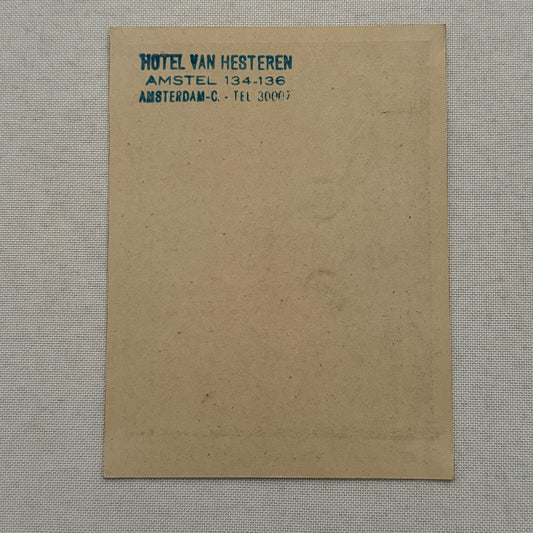 HOTEL VAN HESTEREN
AMSTEL 134-136
AMSTERDAM-C. - TEL 30007